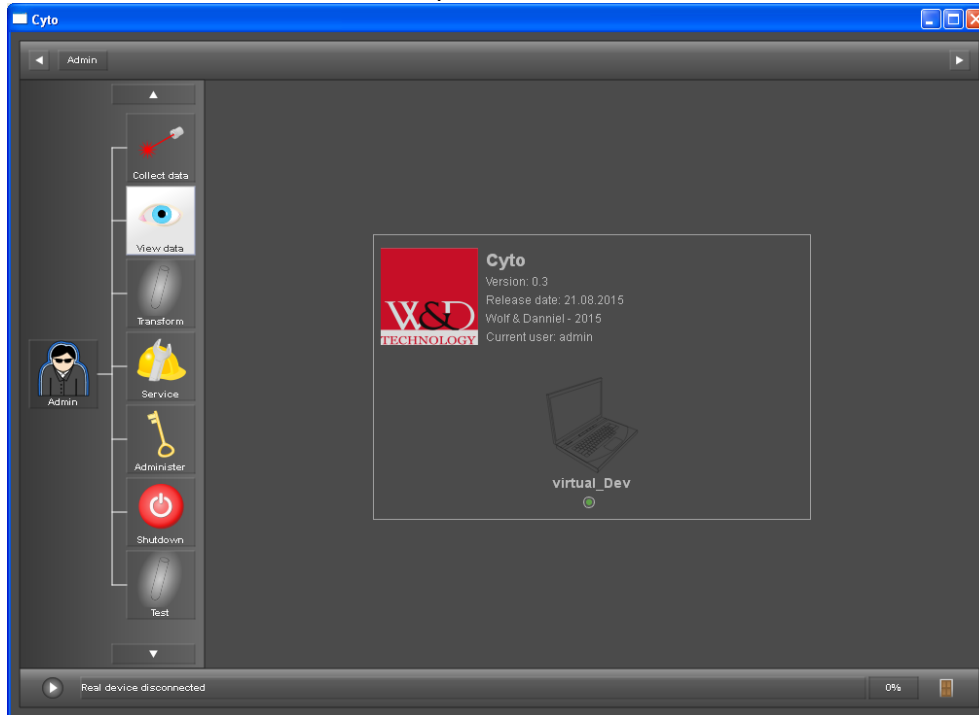 Cyto
Admin
Collect data
View data
Transform
Service
Admin
Administer
Shutdown
Test
W&D
TECHNOLOGY
Cyto
Version: 0.3
Release date: 21.08.2015
Wolf & Danniel - 2015
Current user: admin
virtual_Dev
Real device disconnected
0%